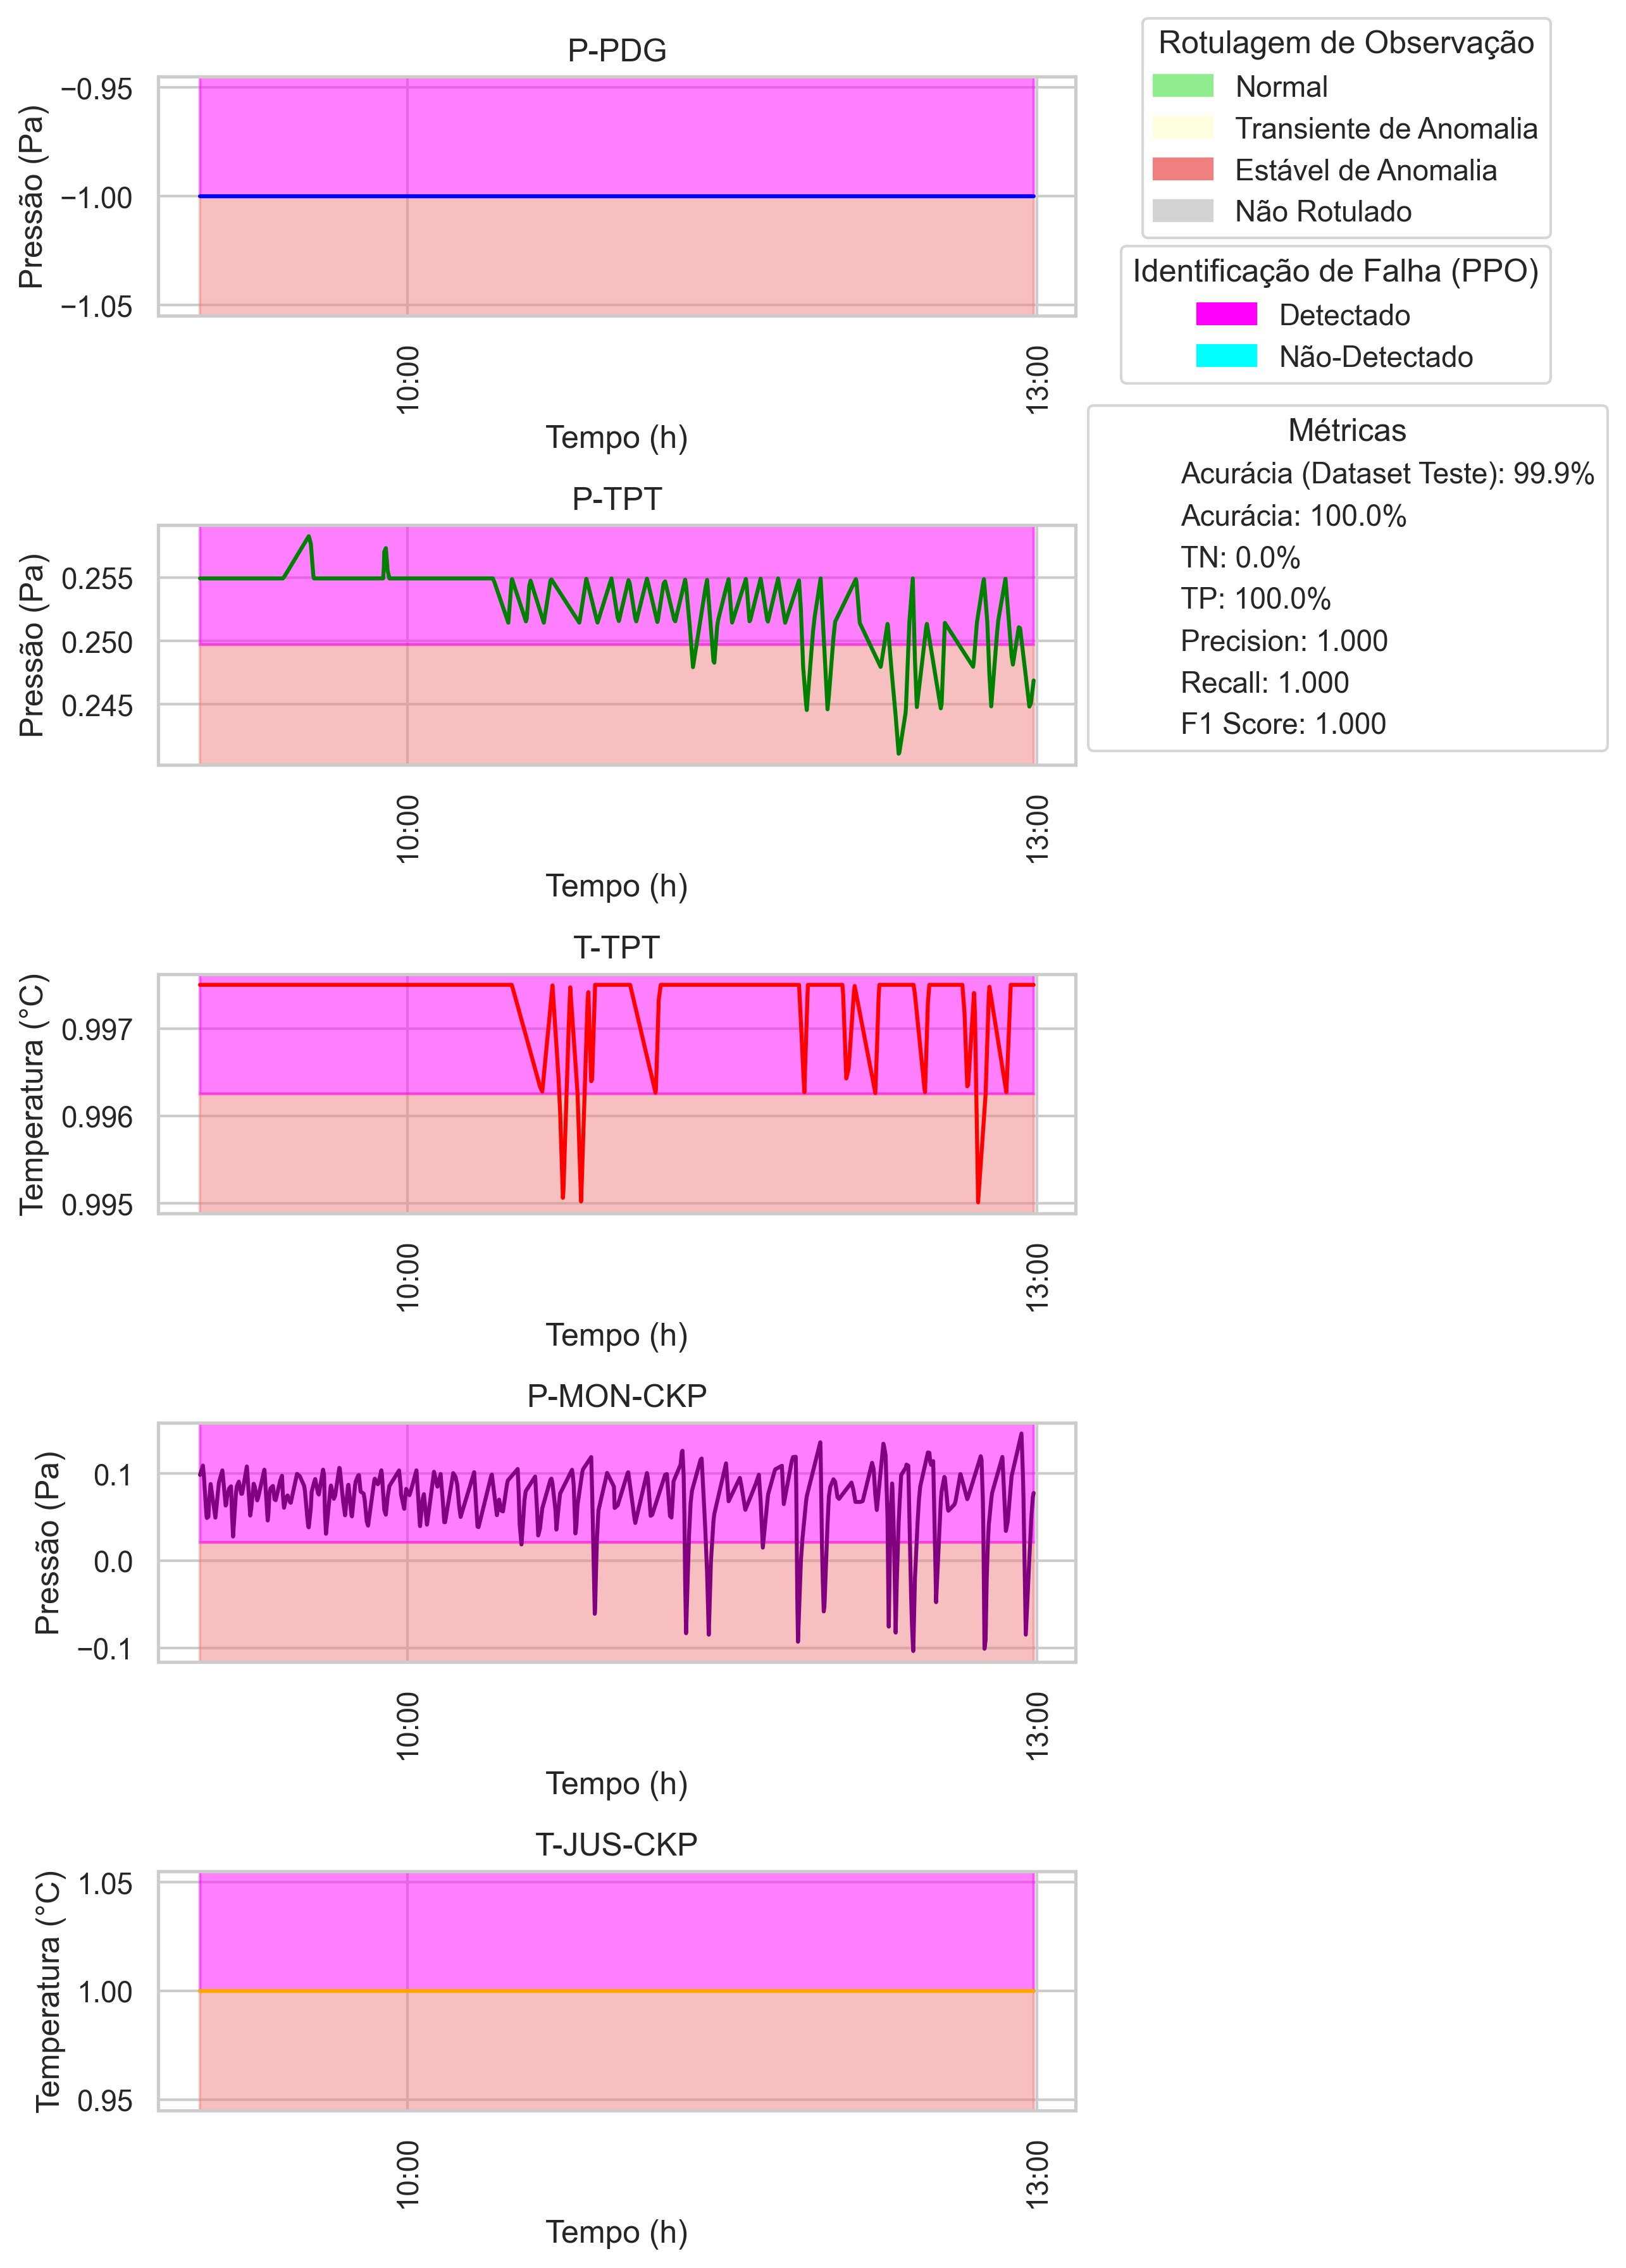 P-PDG
Pressão (Pa)
−0.95
−1.00
−1.05
10:00
13:00
Tempo (h)
Rotulagem de Observação
Normal
Transiente de Anomalia
Estável de Anomalia
Não Rotulado
Identificação de Falha (PPO)
Detectado
Não-Detectado
Métricas
Acurácia (Dataset Teste): 99.9%
Acurácia: 100.0%
TN: 0.0%
TP: 100.0%
Precision: 1.000
Recall: 1.000
F1 Score: 1.000
P-TPT
Pressão (Pa)
0.255
0.250
0.245
10:00
13:00
Tempo (h)
T-TPT
Temperatura (°C)
0.997
0.996
0.995
10:00
13:00
Tempo (h)
P-MON-CKP
Pressão (Pa)
0.1
0.0
−0.1
10:00
13:00
Tempo (h)
T-JUS-CKP
Temperatura (°C)
1.05
1.00
0.95
10:00
13:00
Tempo (h)